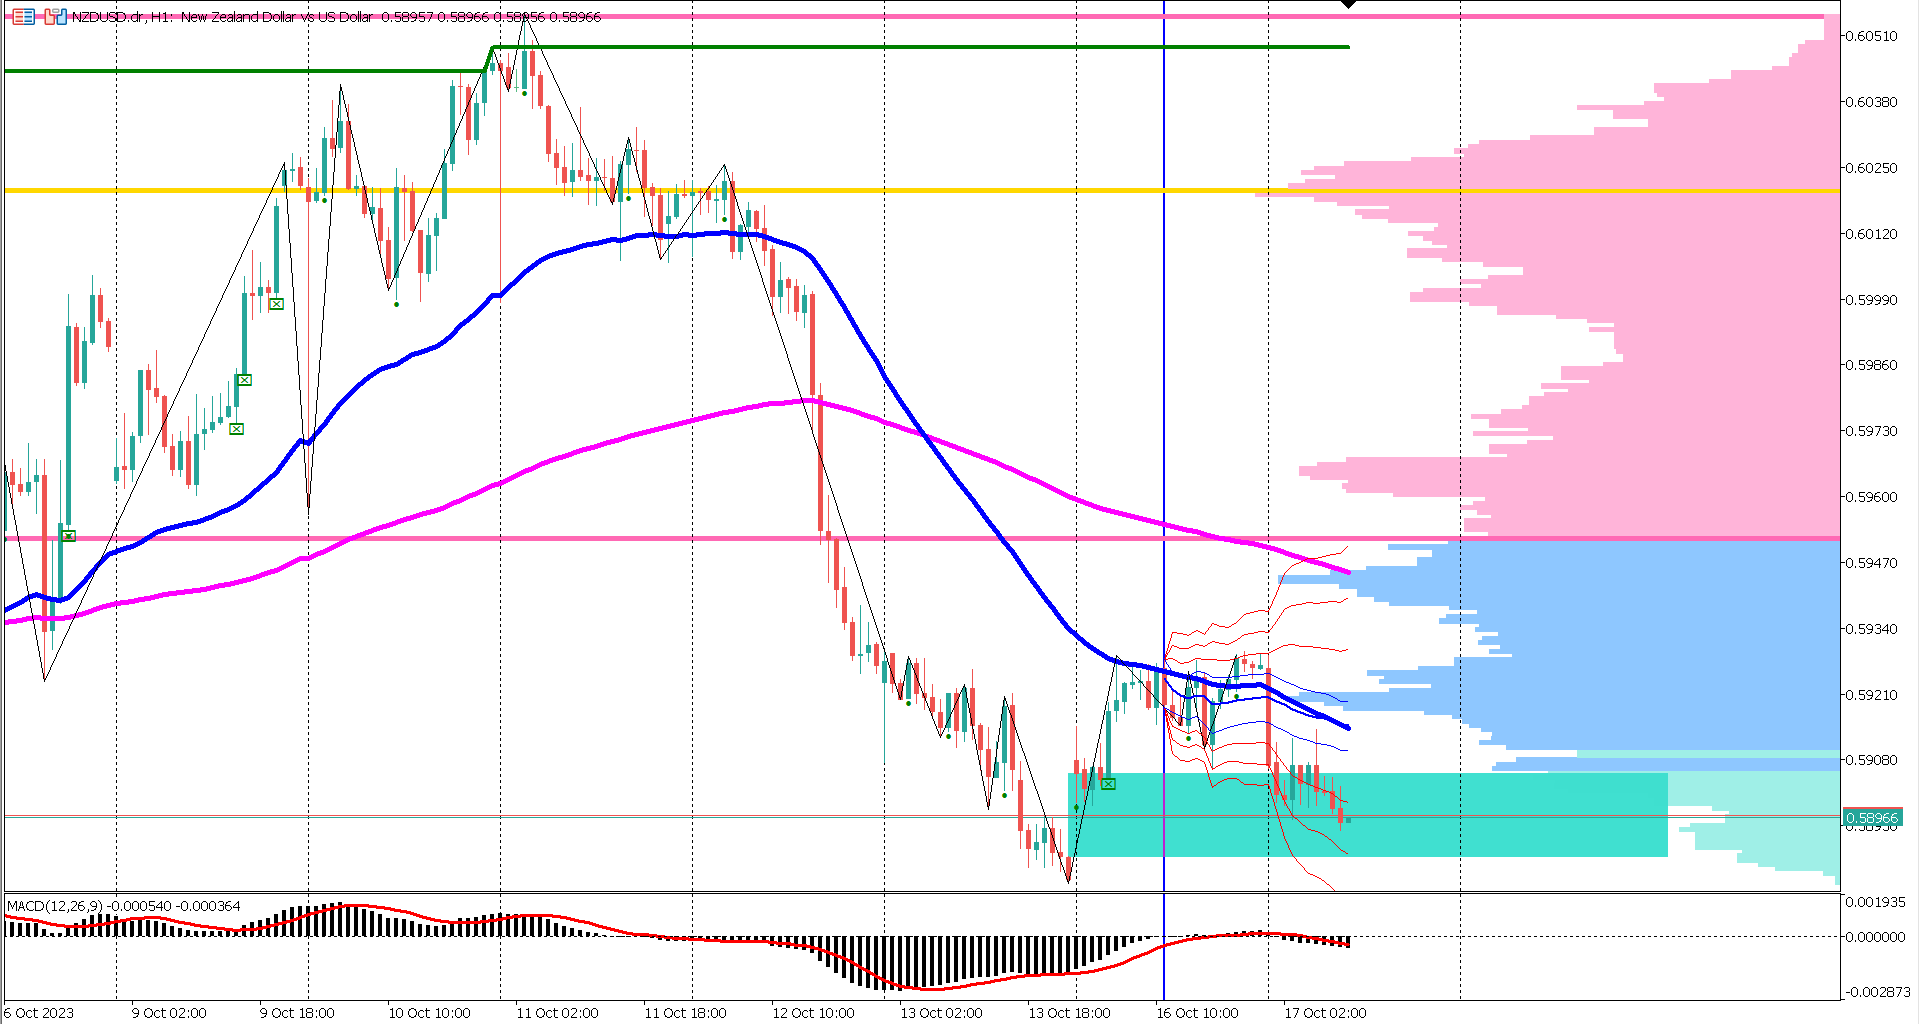 NZDUSD.dr, H1: New Zealand Dollar vs US Dollar 0.58957 0.58966 0.58956 0.58966
0.60510
0.60380
0.60250
0.60120
0.59990
0.59860
0.59730
0.59600
0.59470
0.59340
0.59210
0.59080
0.58966
0.58950
MACD(12,26,9) -0.000540 -0.000364
0.001935
0.000000
-0.002873
6 Oct 2023
9 Oct 02:00
9 Oct 18:00
10 Oct 10:00
11 Oct 02:00
11 Oct 18:00
12 Oct 10:00
13 Oct 02:00
13 Oct 18:00
16 Oct 10:00
17 Oct 02:00